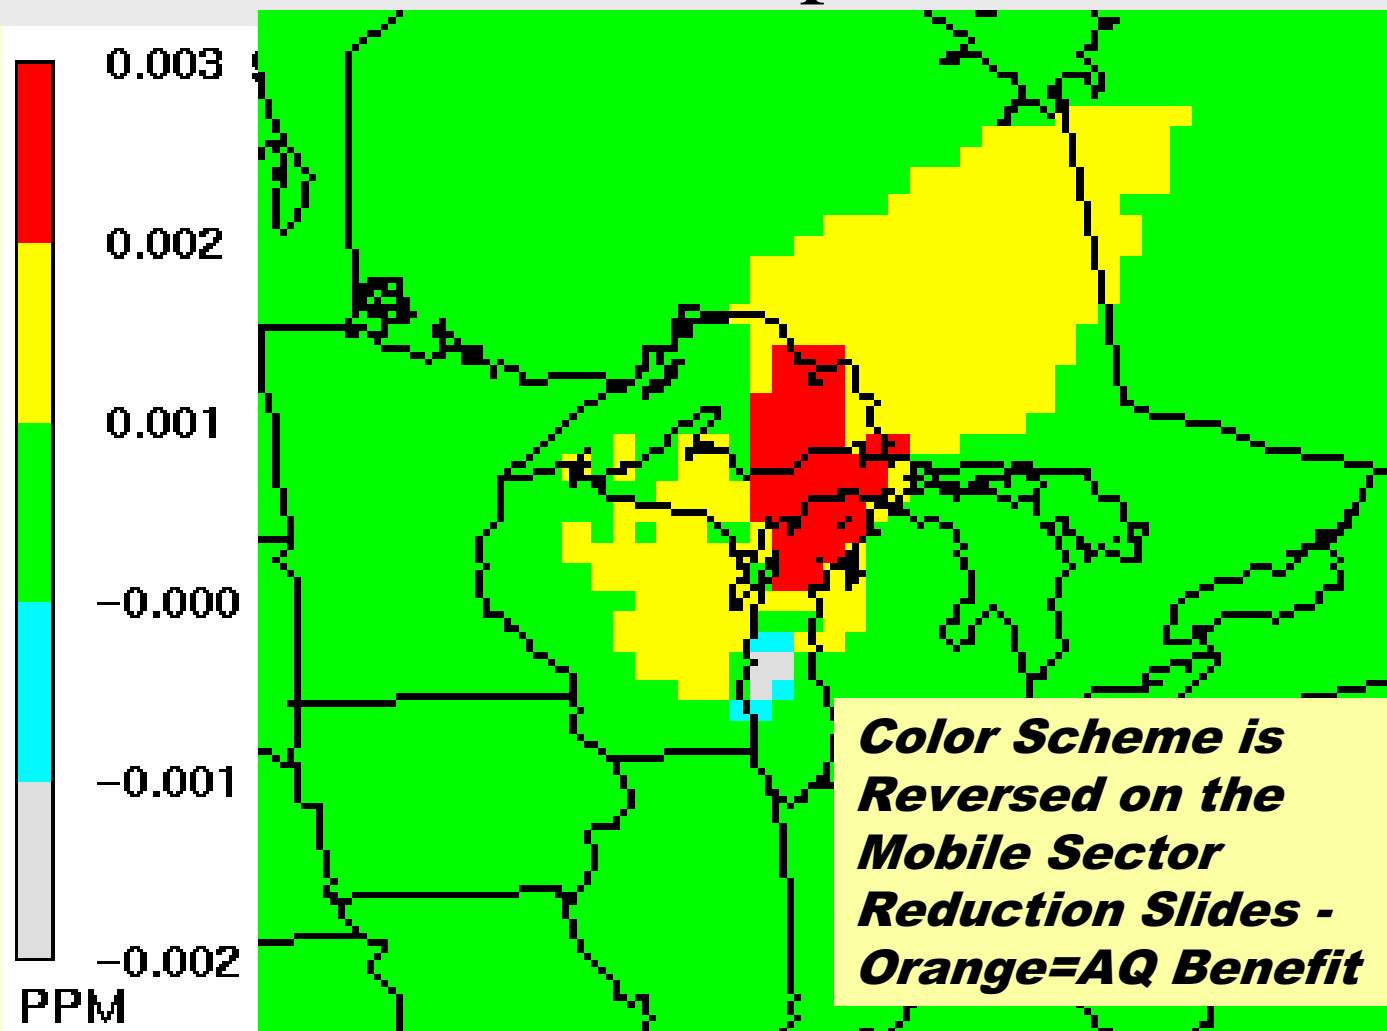 0.003
0.002
0.001
-0.000
-0.001
-0.002
PPM
Color Scheme is
Reversed on the
Mobile Sector
Reduction Slides -
Orange=AQ Benefit